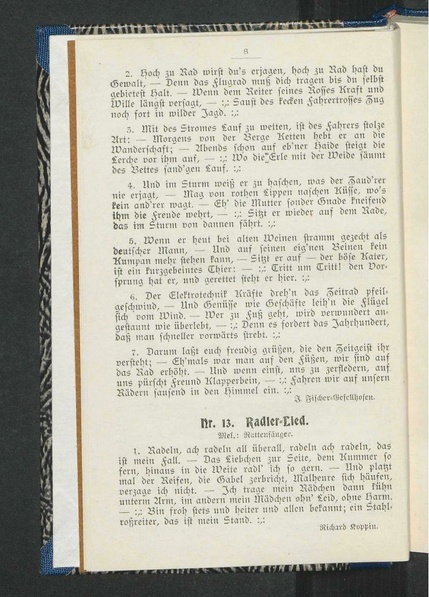 8
2. Hoch zu Rad wirst du's erjagen, hoch zu Rad hast du
Gewalt, — Denn das Flugrad muß dich tragen bis du selbst
gebietest Halt. — Wenn dem Reiter seines Rosses Kraft und
Wille längst versagt, — :,: Saust des kecken Fahrertrosses Zug
noch fort in wilder Jagd. :,:
3. Mit des Stromes Lauf zu wetten, ist des Fahrers stolze
Art: — Morgens von der Berge Ketten hebt er an die
Wanderschaft; — Abends schon auf eb'ner Haide steigt die
Lerche vor ihm auf, — :,: Wo die Erle mit der Weide säumt
des Bettes sand'gen Lauf. :,:
4. Und im Sturm weiß er zu haschen, was der Zaud'rer
nie erjagt, — Mag von rothen Lippen naschen Küsse, wo's
kein and'rer wagt. — Eh' die Mutter sonder Gnade kneifend
ihm die Freude wehrt, — :,: Sitzt er wieder auf dem Rade,
das im Sturm von dannen fährt. :,:
5. Wenn er heut bei alten Weinen stramm gezecht als
deutscher Mann, — Und auf seinen eig'nen Beinen kein
Kumpan mehr stehen kann, — Sitzt er auf — der böse Kater,
ist ein kurzgebeintes Thier: — :,: Tritt um Tritt! den Vor-
sprung hat er, und gerettet steht er hier. :,:
6. Der Elektrotechnik Kräfte dreh'n das Zeitrad pfeil-
geschwind, — Und Genüsse wie Geschäfte leih'n die Flügel
sich vom Wind. — Wer zu Fuß geht, wird verwundert an-
gestaunt wie überlebt, — :,: Denn es fordert das Jahrhundert,
daß man schneller vorwärts strebt. :,:
7. Darum laßt euch freudig grüßen, die den Zeitgeist ihr
versteht; — Eh'mals war man auf den Füßen, wir sind auf
das Rad erhöht. — Und wenn einst, uns zu zerstedern, auf
uns pürscht Freund Klapperbein, — :,: Fahren wir auf unsern
Rädern sausend in den Himmel ein. :,:
J. Fischer-Gesellhofen.
Nr. 13. Radler-Lied.
Mel.: Rattenfänger.
1. Radeln, ach radeln all überall, radeln ach radeln, das
ist mein Fall. — Das Liebchen zur Seite, dem Kummer so
fern, hinaus in die Weite radl' ich so gern. — Und platzt
mal der Reifen, die Gabel zerbricht, Malheure sich häufen,
verzage ich nicht. — Ich trage mein Mädchen dann kühn
unterm Arm, im andern mein Mädchen ohn' Leid, ohne Harm.
— :,: Bin froh stets und heiter und allen bekannt; ein Stahl-
roßreiter, das ist mein Stand. :,:
Richard Koppin.